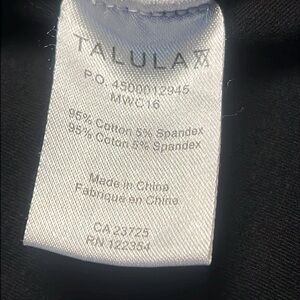 TALULA
P.O. 4500012945
MWC16
95% Cotton 5% Spandex
95% Coton 5% Spandex
Made in China
Fabriqué en Chine
CA 23725
RN 122354